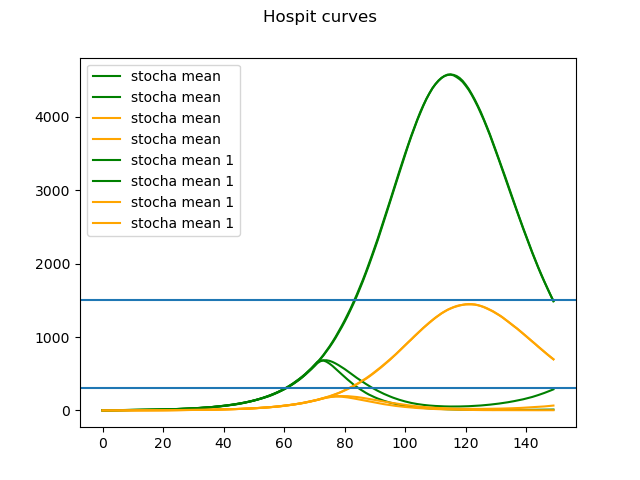 Hospit curves
stocha mean
stocha mean
stocha mean
stocha mean
stocha mean 1
stocha mean 1
stocha mean 1
stocha mean 1
4000
3000
2000
1000
0
0 20 40 60 80 100 120 140